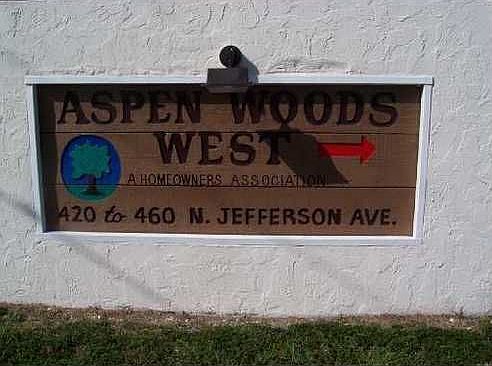 ASPEN WOODS
WEST
A HOMEOWNERS ASSOCIATION
420 to 460 N. JEFFERSON AVE.